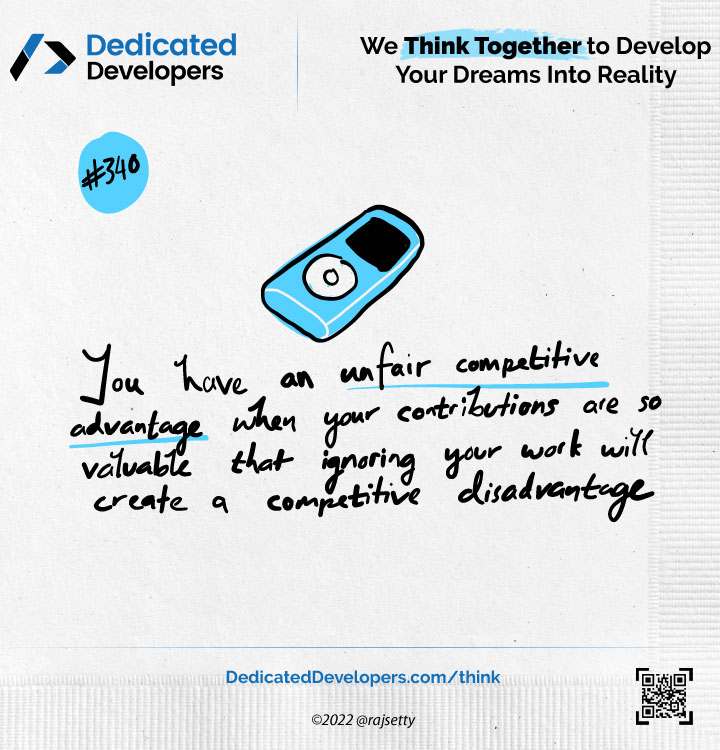 Dedicated
Developers
We Think Together to Develop
Your Dreams Into Reality
#340
You have an unfair competitive
advantage when your contributions are so
valuable that ignoring your work will
create a competitive disadvantage
DedicatedDevelopers.com/think
©2022 @rajsetty